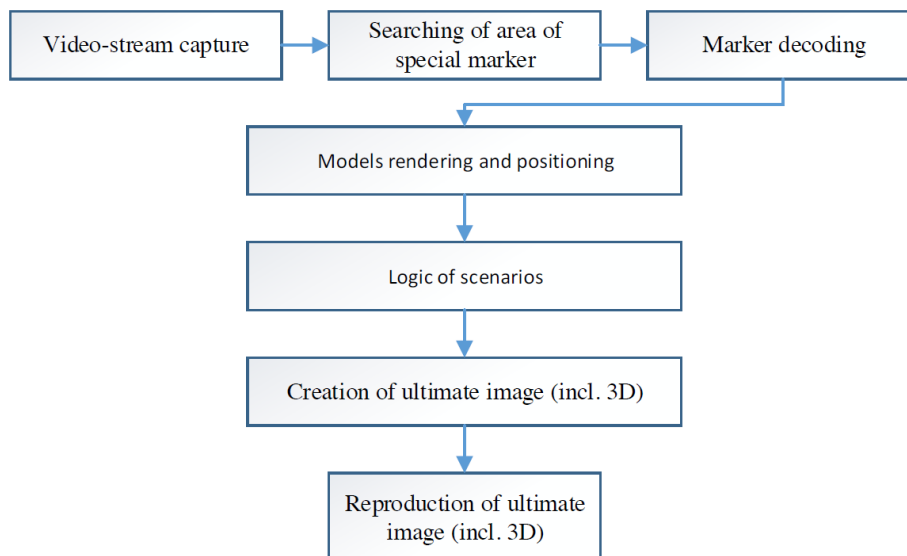 Video-stream capture
Searching of area of
special marker
Marker decoding
Models rendering and positioning
Logic of scenarios
Creation of ultimate image (incl. 3D)
Reproduction of ultimate
image (incl. 3D)